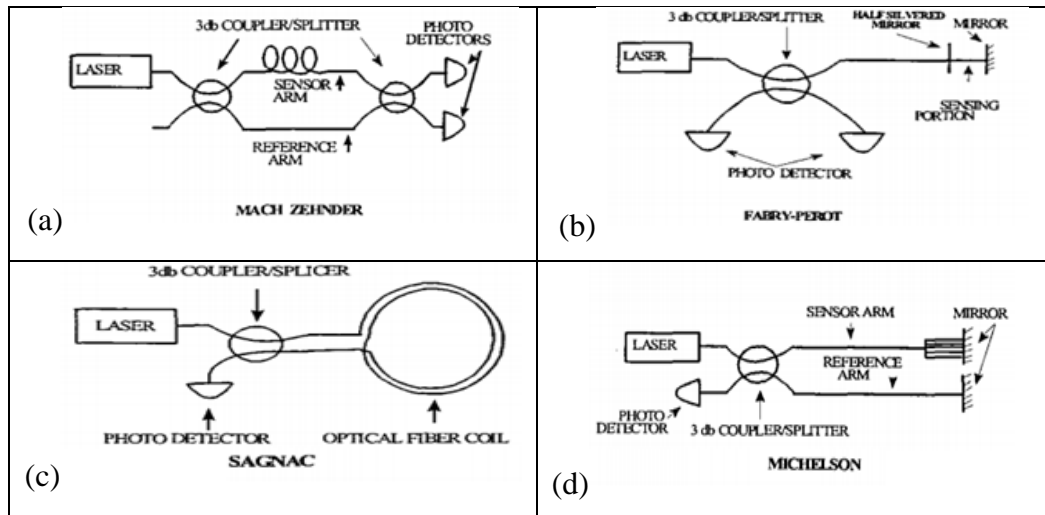 3db COUPLER/SPLITTER
PHOTO
DETECTORS
LASER
SENSOR
ARM
REFERENCE
ARM
MACH ZEHNDER
(a)
3db COUPLER/SPLITTER
HALF SILVERED
MIRROR
MIRROR
LASER
SENSING
PORTION
PHOTO DETECTOR
FABRY-PEROT
(b)
3db COUPLER/SPLICER
LASER
PHOTO DETECTOR
OPTICAL FIBER COIL
SAGNAC
(c)
SENSOR ARM
MIRROR
LASER
REFERENCE
ARM
PHOTO
DETECTOR
3 db COUPLER/SPLITTER
MICHELSON
(d)